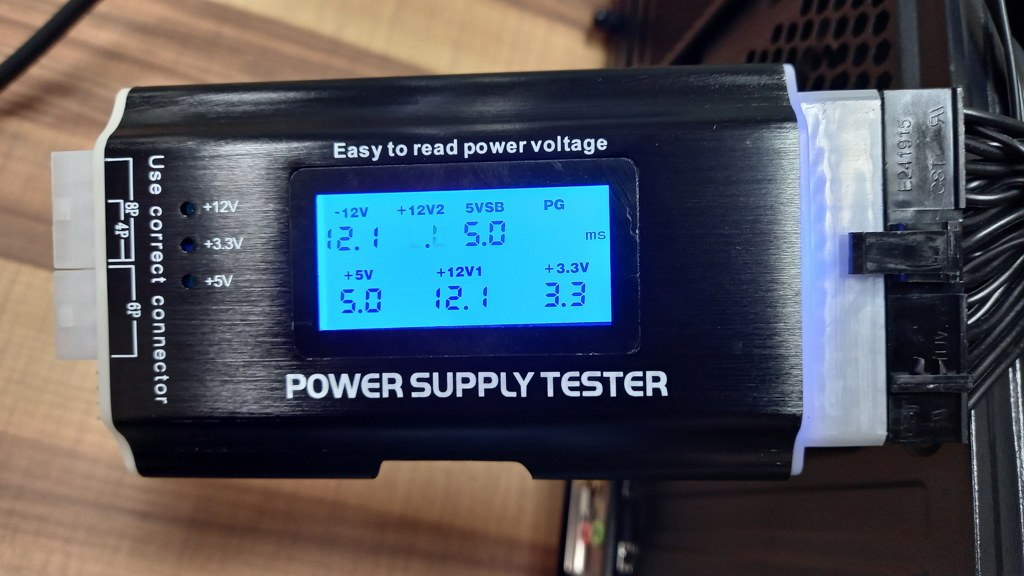 Easy to read power voltage
-12V +12V2 5VSB PG
12.1 5.0 ms
+5V +12V1 +3.3V
5.0 12.1 3.3
POWER SUPPLY TESTER
Use correct connector
8P
4P
6P
+12V
+3.3V
+5V
E241915